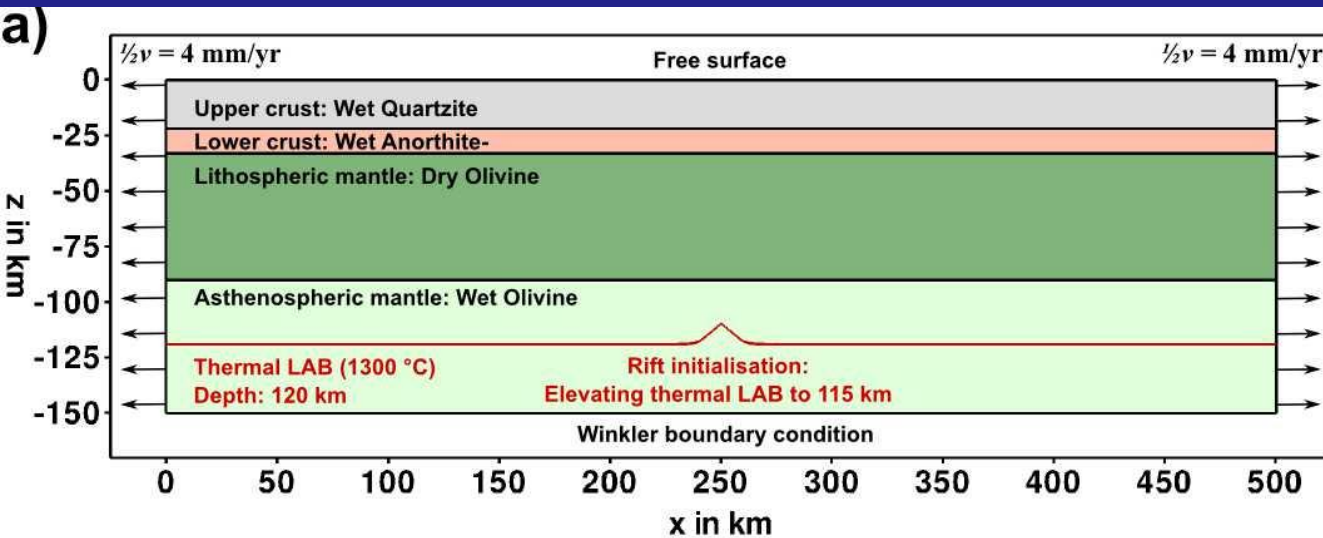 a)
½v = 4 mm/yr
Free surface
½v = 4 mm/yr
0
Upper crust: Wet Quartzite
-25
Lower crust: Wet Anorthite-
Lithospheric mantle: Dry Olivine
-50
z in km
-75
-100
Asthenospheric mantle: Wet Olivine
-125
Thermal LAB (1300 °C)
Depth: 120 km
Rift initialisation:
Elevating thermal LAB to 115 km
-150
Winkler boundary condition
0 50 100 150 200 250 300 350 400 450 500
x in km